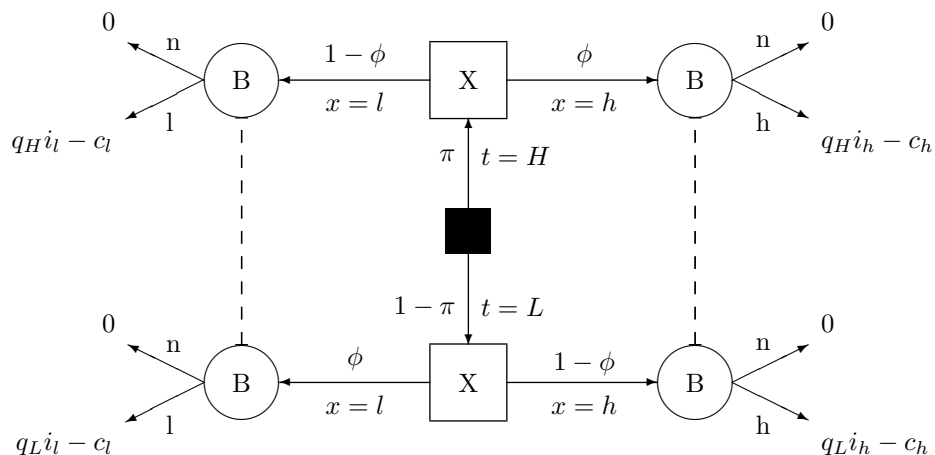 0 n 1 − ϕ ϕ n 0
B X B
l x = l x = h h
q_H i_l − c_l π t = H q_H i_h − c_h
1 − π t = L
0 n ϕ 1 − ϕ n 0
B X B
l x = l x = h h
q_L i_l − c_l q_L i_h − c_h